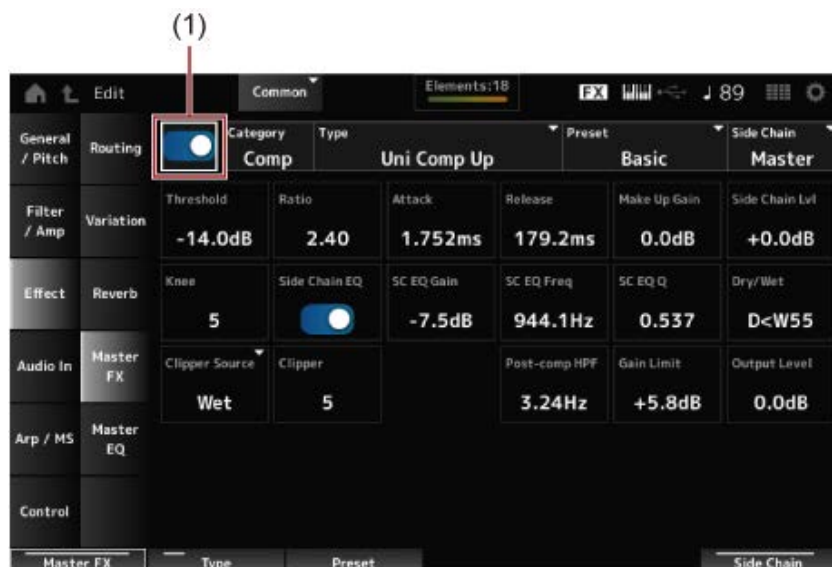 (1)
Edit
Common
Elements:18
FX
89
General / Pitch
Routing
Category
Comp
Type
Uni Comp Up
Preset
Basic
Side Chain
Master
Filter / Amp
Variation
Threshold
-14.0dB
Ratio
2.40
Attack
1.752ms
Release
179.2ms
Make Up Gain
0.0dB
Side Chain Lvl
+0.0dB
Effect
Reverb
Knee
5
Side Chain EQ
SC EQ Gain
-7.5dB
SC EQ Freq
944.1Hz
SC EQ Q
0.537
Dry/Wet
D<W55
Audio In
Master FX
Clipper Source
Wet
Clipper
5
Post-comp HPF
3.24Hz
Gain Limit
+5.8dB
Output Level
0.0dB
Arp / MS
Master EQ
Control
Master FX
Type
Preset
Side Chain